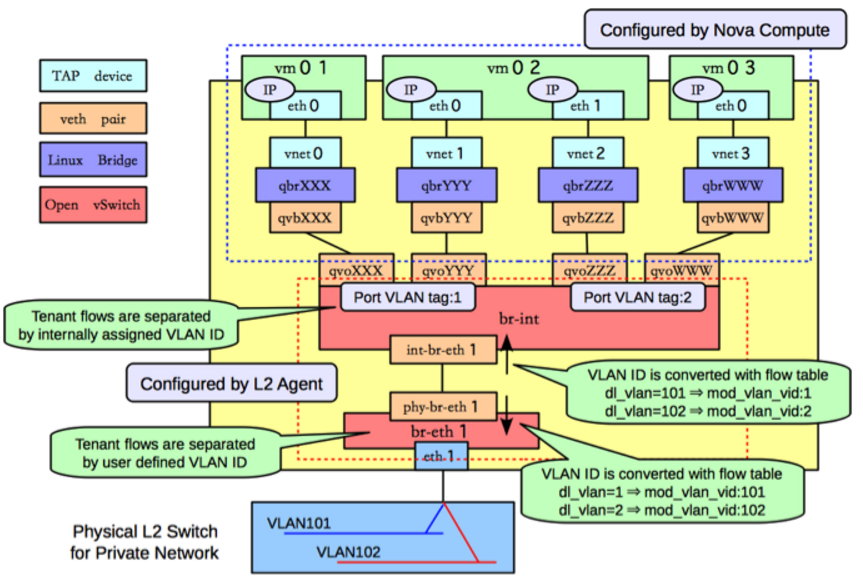 Configured by Nova Compute
TAP device
veth pair
Linux Bridge
Open vSwitch
vm 0 1
vm 0 2
vm 0 3
IP
IP
IP
IP
eth 0
eth 0
eth 1
eth 0
vnet 0
vnet 1
vnet 2
vnet 3
qbrXXX
qbrYYY
qbrZZZ
qbrWWW
qvbXXX
qvbYYY
qvbZZZ
qvbWWW
qvoXXX
qvoYYY
qvoZZZ
qvoWWW
Port VLAN tag:1
Port VLAN tag:2
Tenant flows are separated
by internally assigned VLAN ID
br-int
int-br-eth 1
Configured by L2 Agent
VLAN ID is converted with flow table
dl_vlan=101 ⇒ mod_vlan_vid:1
dl_vlan=102 ⇒ mod_vlan_vid:2
phy-br-eth 1
br-eth 1
Tenant flows are separated
by user defined VLAN ID
eth 1
VLAN ID is converted with flow table
dl_vlan=1 ⇒ mod_vlan_vid:101
dl_vlan=2 ⇒ mod_vlan_vid:102
Physical L2 Switch
for Private Network
VLAN101
VLAN102